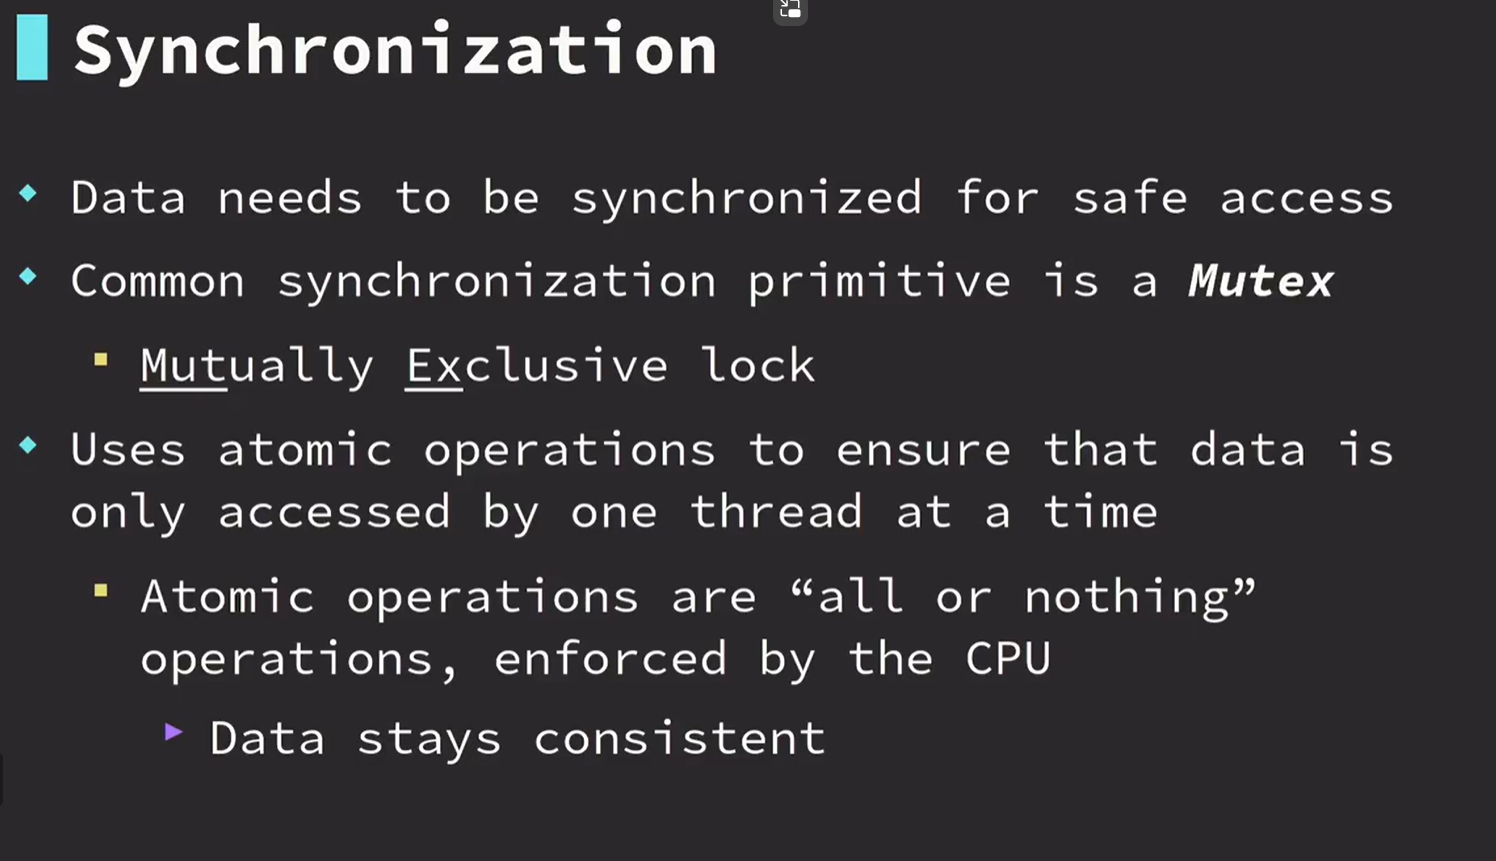 Synchronization
Data needs to be synchronized for safe access
Common synchronization primitive is a Mutex
Mutually Exclusive lock
Uses atomic operations to ensure that data is
only accessed by one thread at a time
Atomic operations are “all or nothing”
operations, enforced by the CPU
Data stays consistent